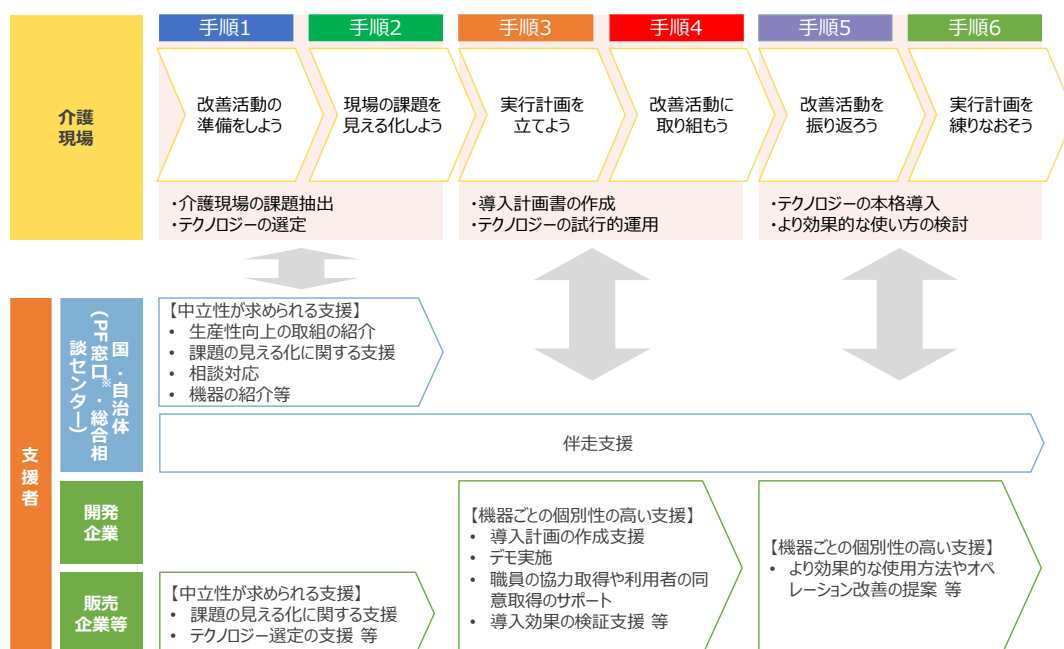 手順1
手順2
手順3
手順4
手順5
手順6
介護
現場
改善活動の
準備をしよう
現場の課題を
見える化しよう
実行計画を
立てよう
改善活動に
取り組もう
改善活動を
振り返ろう
実行計画を
練りなおそう
・介護現場の課題抽出
・テクノロジーの選定
・導入計画書の作成
・テクノロジーの試行的運用
・テクノロジーの本格導入
・より効果的な使い方の検討
支援者
国・自治体
(PF窓口※・総合相
談センター)
【中立性が求められる支援】
• 生産性向上の取組の紹介
• 課題の見える化に関する支援
• 相談対応
• 機器の紹介等
伴走支援
開発
企業
販売
企業等
【中立性が求められる支援】
• 課題の見える化に関する支援
• テクノロジー選定の支援 等
【機器ごとの個別性の高い支援】
• 導入計画の作成支援
• デモ実施
• 職員の協力取得や利用者の同
意取得のサポート
• 導入効果の検証支援 等
【機器ごとの個別性の高い支援】
• より効果的な使用方法やオペ
レーション改善の提案 等